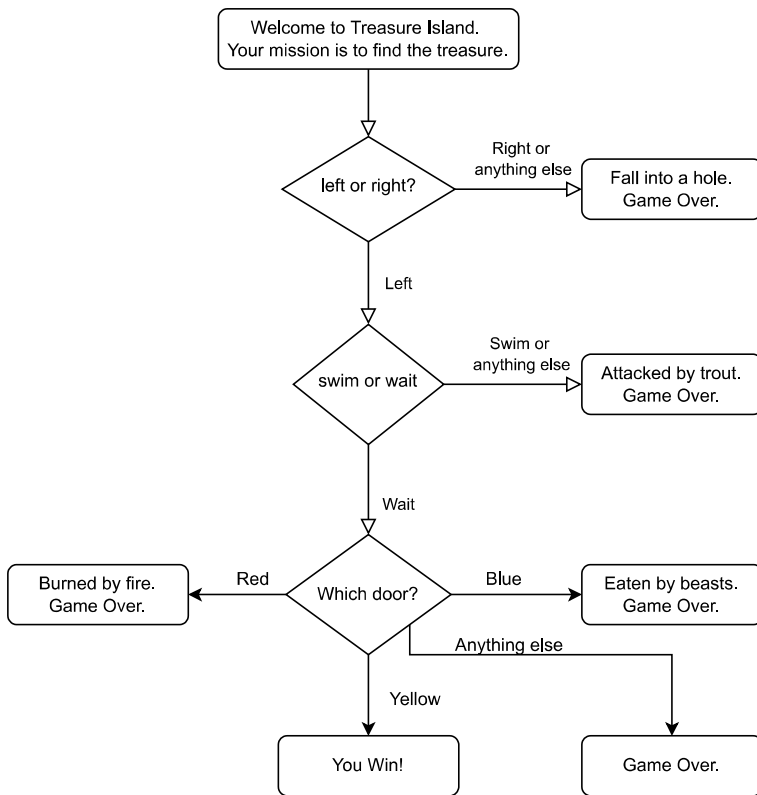 Welcome to Treasure Island.
Your mission is to find the treasure.
left or right?
Right or
anything else
Fall into a hole.
Game Over.
Left
swim or wait
Swim or
anything else
Attacked by trout.
Game Over.
Wait
Which door?
Red
Burned by fire.
Game Over.
Blue
Eaten by beasts.
Game Over.
Anything else
Yellow
You Win!
Game Over.